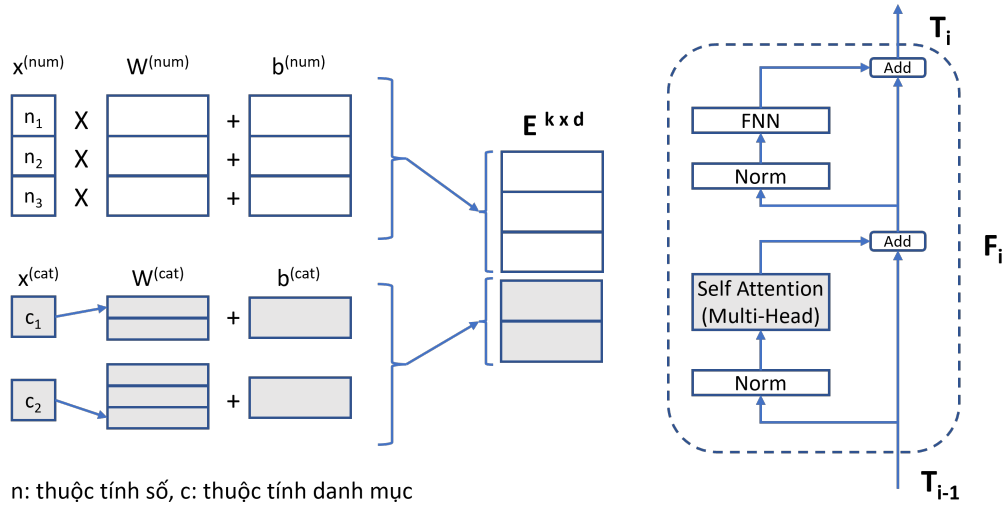 x(num) W(num) b(num)
n1 X +
n2 X +
n3 X +
x(cat) W(cat) b(cat)
c1 +
c2 +
E k x d
n: thuộc tính số, c: thuộc tính danh mục
Ti
Add
FNN
Norm
Add
Fi
Self Attention
(Multi-Head)
Norm
Ti-1